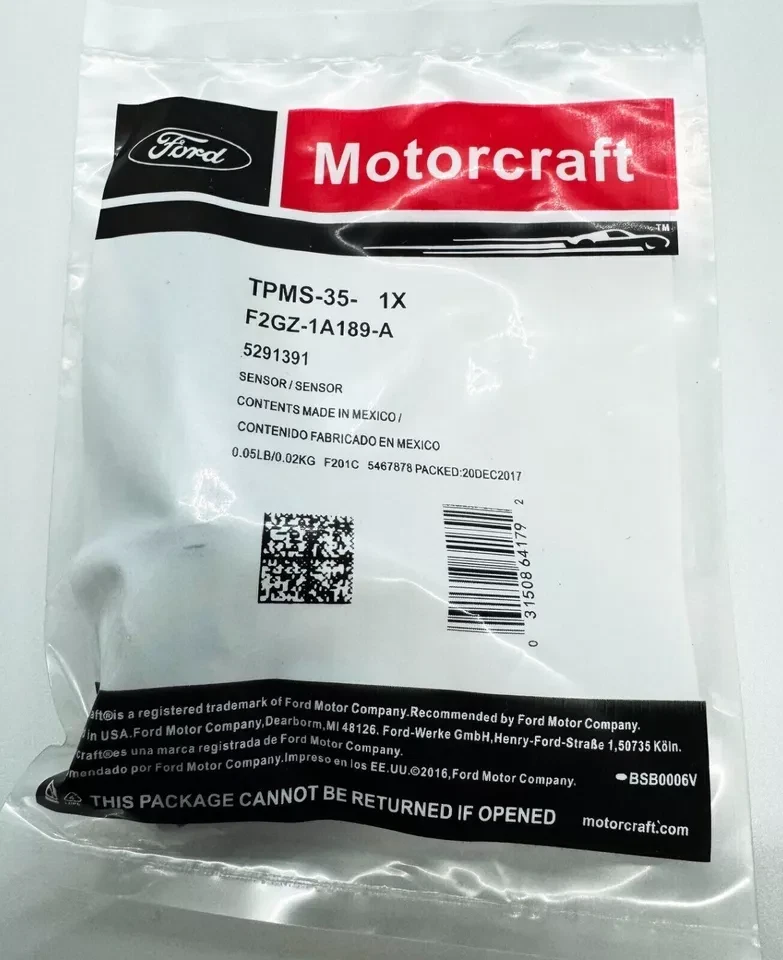 Ford
Motorcraft
TM
TPMS-35- 1X
F2GZ-1A189-A
5291391
SENSOR / SENSOR
CONTENTS MADE IN MEXICO /
CONTENIDO FABRICADO EN MEXICO
0.05LB/0.02KG F201C 5467878 PACKED:20DEC2017
0 31508 64179 2
aft®is a registered trademark of Ford Motor Company.Recommended by Ford Motor Company.
in USA.Ford Motor Company,Dearborm,MI 48126. Ford-Werke GmbH,Henry-Ford-Straße 1,50735 Köln.
craft®es una marca registrada de Ford Motor Company.
mendado por Ford Motor Company.Impreso en los EE.UU.©2016,Ford Motor Company.
BSB0006V
THIS PACKAGE CANNOT BE RETURNED IF OPENED
motorcraft.com